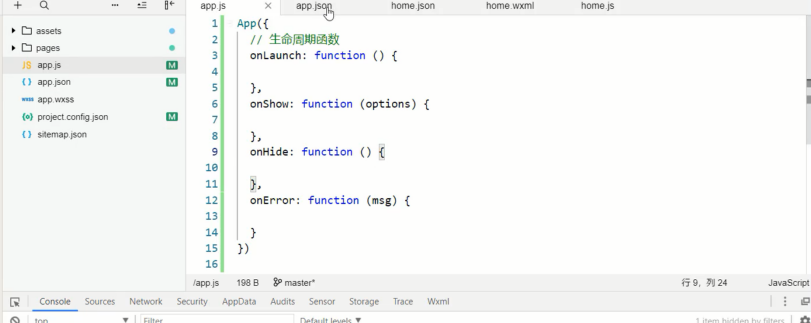 app.js × app.json home.json home.wxml home.js
assets
pages
JS app.js M
{ } app.json M
wxss app.wxss
{o} project.config.json M
{ } sitemap.json
1 App({
2 // 生命周期函数
3 onLaunch: function () {
4
5 },
6 onShow: function (options) {
7
8 },
9 onHide: function () {
10
11 },
12 onError: function (msg) {
13
14 }
15 })
16
/app.js 198 B master* 行 9，列 24 JavaScript
Console Sources Network Security AppData Audits Sensor Storage Trace Wxml
top Filter Default levels ▼ 1 item hidden by filters